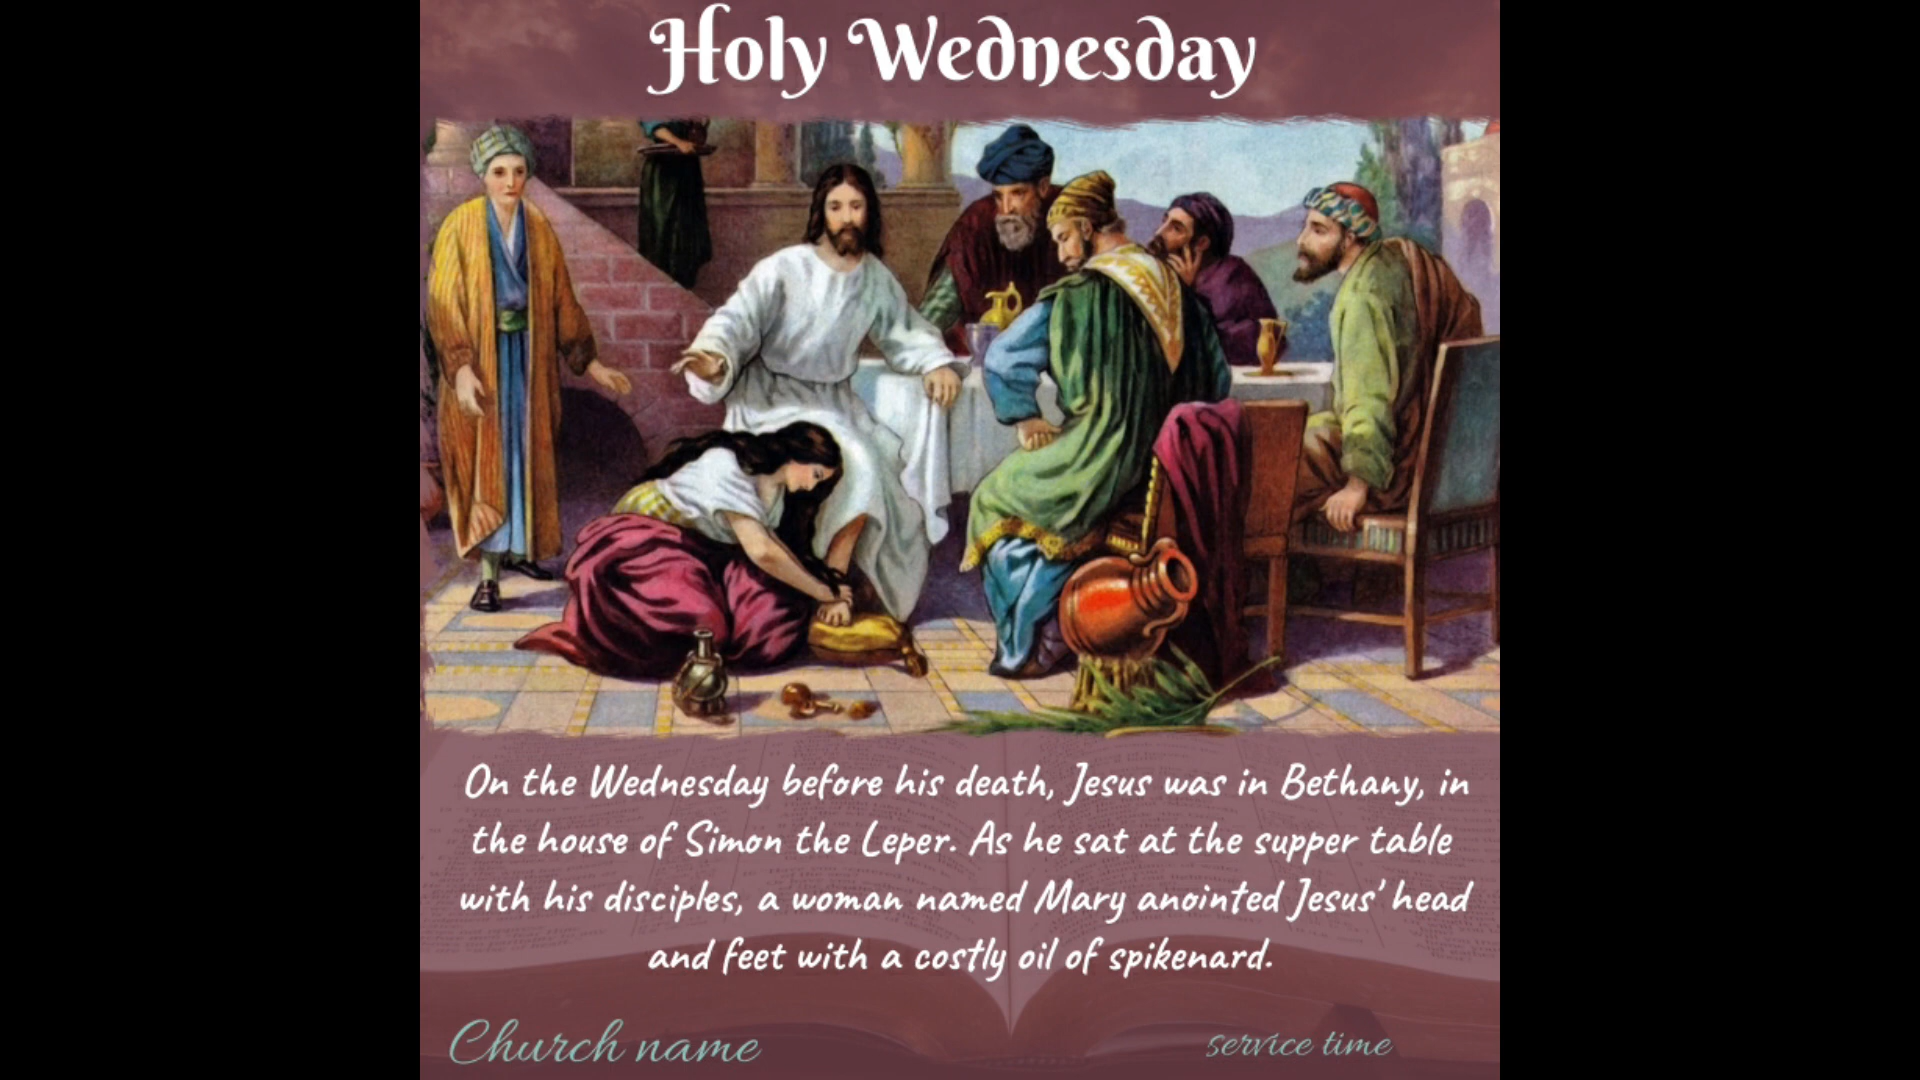 Holy Wednesday
On the Wednesday before his death, Jesus was in Bethany, in
the house of Simon the Leper. As he sat at the supper table
with his disciples, a woman named Mary anointed Jesus' head
and feet with a costly oil of spikenard.
Church name
service time